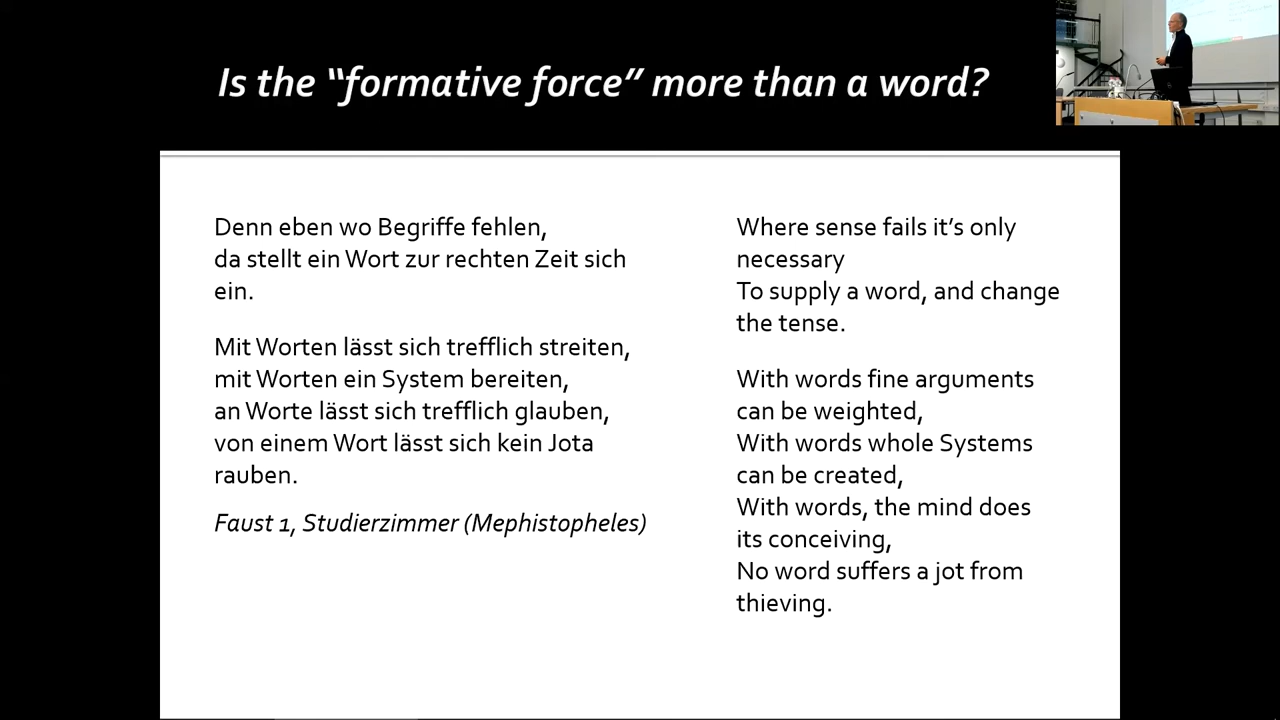 Is the “formative force” more than a word?
Denn eben wo Begriffe fehlen,
da stellt ein Wort zur rechten Zeit sich
ein.
Mit Worten lässt sich trefflich streiten,
mit Worten ein System bereiten,
an Worte lässt sich trefflich glauben,
von einem Wort lässt sich kein Jota
rauben.
Faust 1, Studierzimmer (Mephistopheles)
Where sense fails it’s only
necessary
To supply a word, and change
the tense.
With words fine arguments
can be weighted,
With words whole Systems
can be created,
With words, the mind does
its conceiving,
No word suffers a jot from
thieving.